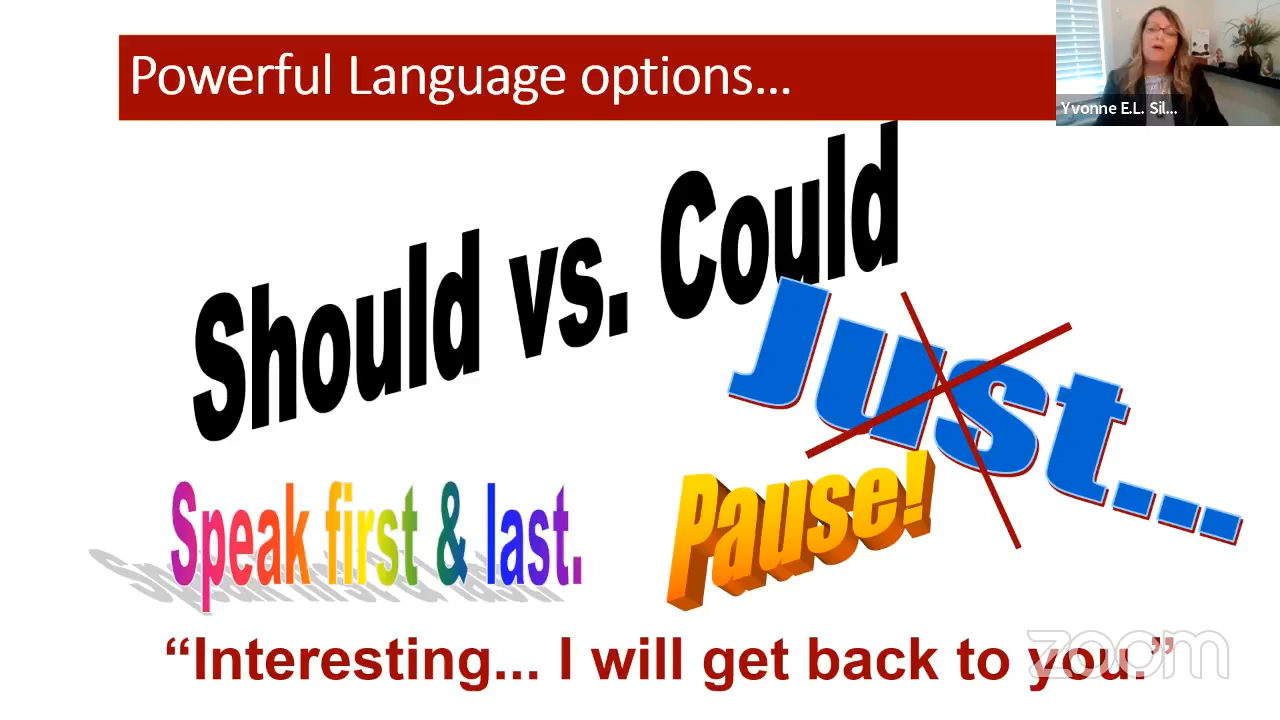 Powerful Language options...
Yvonne E.L. Sil...
Should vs. Could
Just...
Speak first & last.
Pause!
“Interesting... I will get back to you.”
zoom